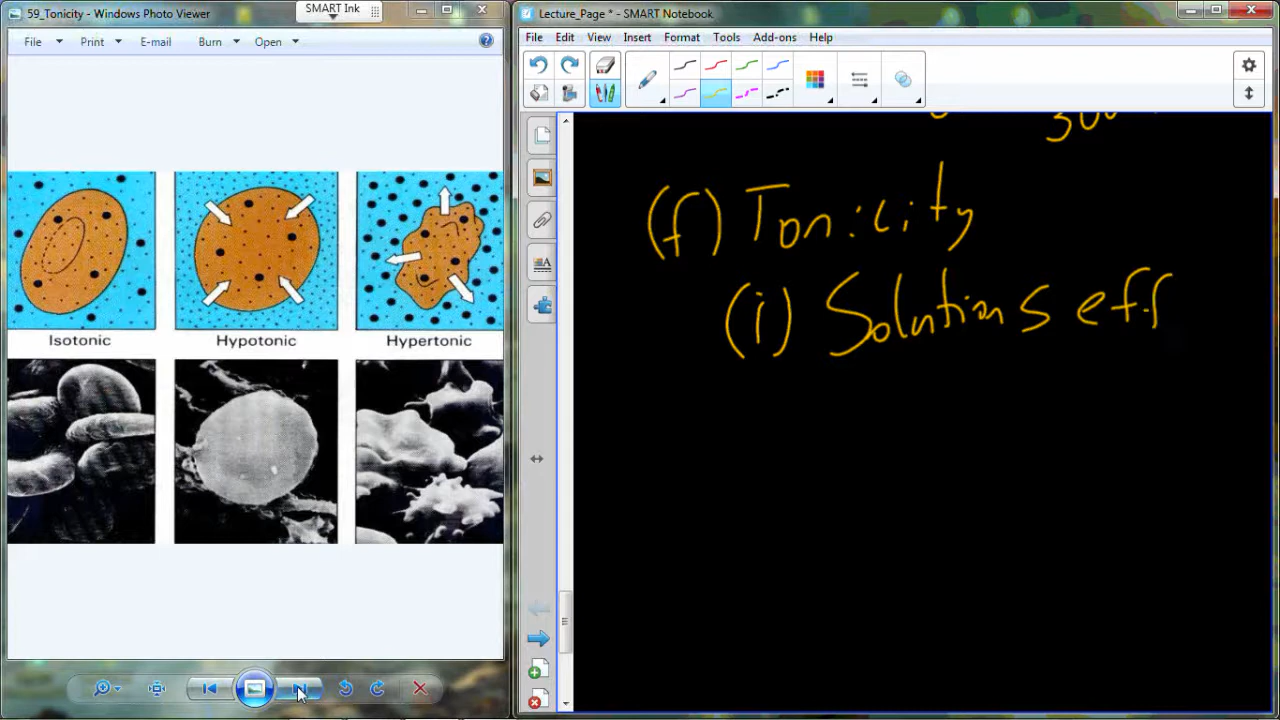 59_Tonicity - Windows Photo Viewer
SMART Ink
File Print E-mail Burn Open
Isotonic Hypotonic Hypertonic
Lecture_Page * - SMART Notebook
File Edit View Insert Format Tools Add-ons Help
(f) Tonicity
(i) Solutions eff